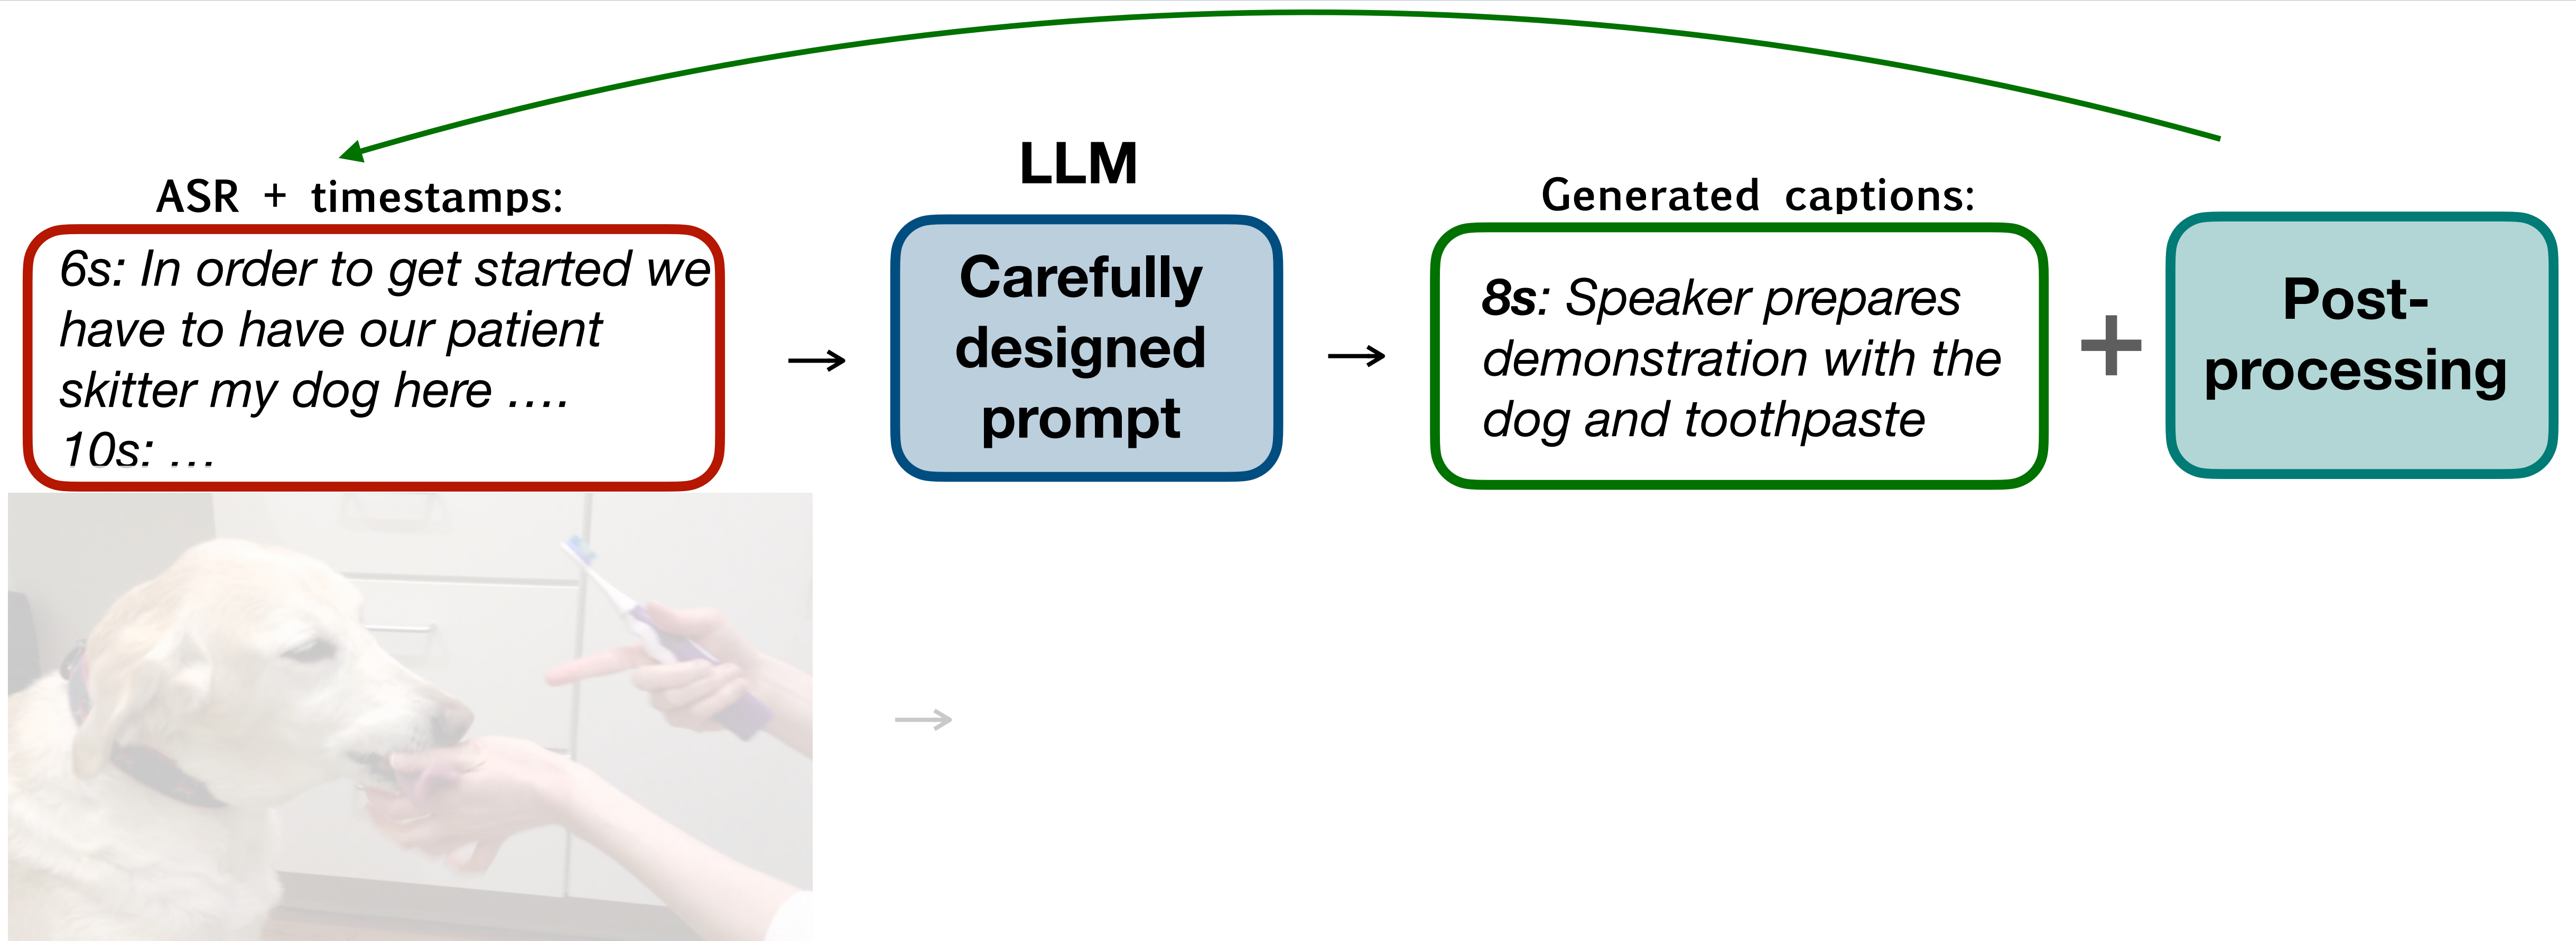 LLM
ASR + timestamps:
Generated captions:
6s: In order to get started we
have to have our patient
skitter my dog here ....
10s: ...
→
Carefully
designed
prompt
→
8s: Speaker prepares
demonstration with the
dog and toothpaste
+
Post-
processing
→